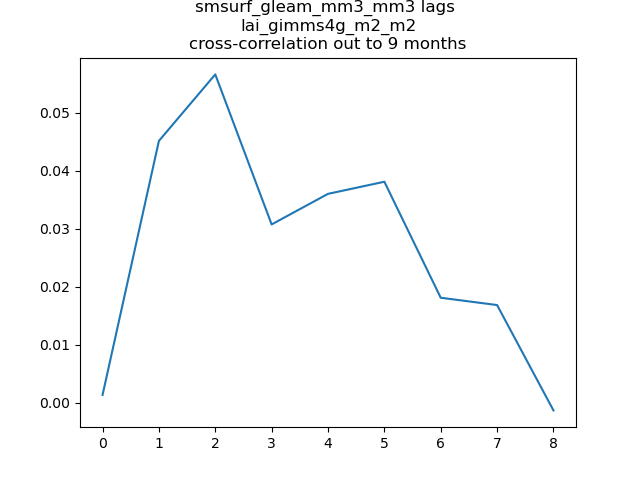 smsurf_gleam_mm3_mm3 lags
lai_gimms4g_m2_m2
cross-correlation out to 9 months
0.05
0.04
0.03
0.02
0.01
0.00
0 1 2 3 4 5 6 7 8